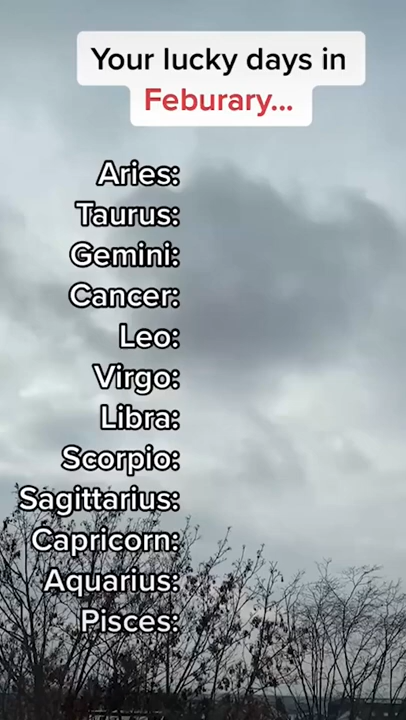 Your lucky days in
Feburary...
Aries:
Taurus:
Gemini:
Cancer:
Leo:
Virgo:
Libra:
Scorpio:
Sagittarius:
Capricorn:
Aquarius:
Pisces: